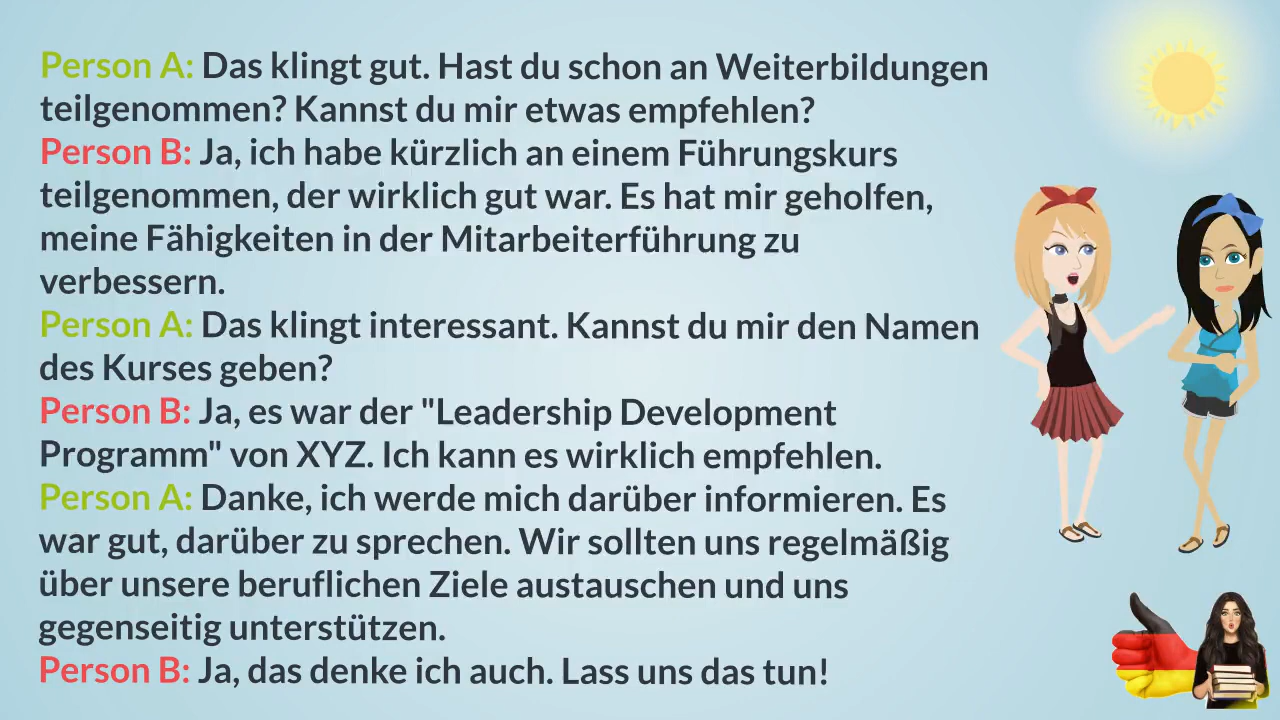 Person A: Das klingt gut. Hast du schon an Weiterbildungen
teilgenommen? Kannst du mir etwas empfehlen?
Person B: Ja, ich habe kürzlich an einem Führungskurs
teilgenommen, der wirklich gut war. Es hat mir geholfen,
meine Fähigkeiten in der Mitarbeiterführung zu
verbessern.
Person A: Das klingt interessant. Kannst du mir den Namen
des Kurses geben?
Person B: Ja, es war der "Leadership Development
Programm" von XYZ. Ich kann es wirklich empfehlen.
Person A: Danke, ich werde mich darüber informieren. Es
war gut, darüber zu sprechen. Wir sollten uns regelmäßig
über unsere beruflichen Ziele austauschen und uns
gegenseitig unterstützen.
Person B: Ja, das denke ich auch. Lass uns das tun!